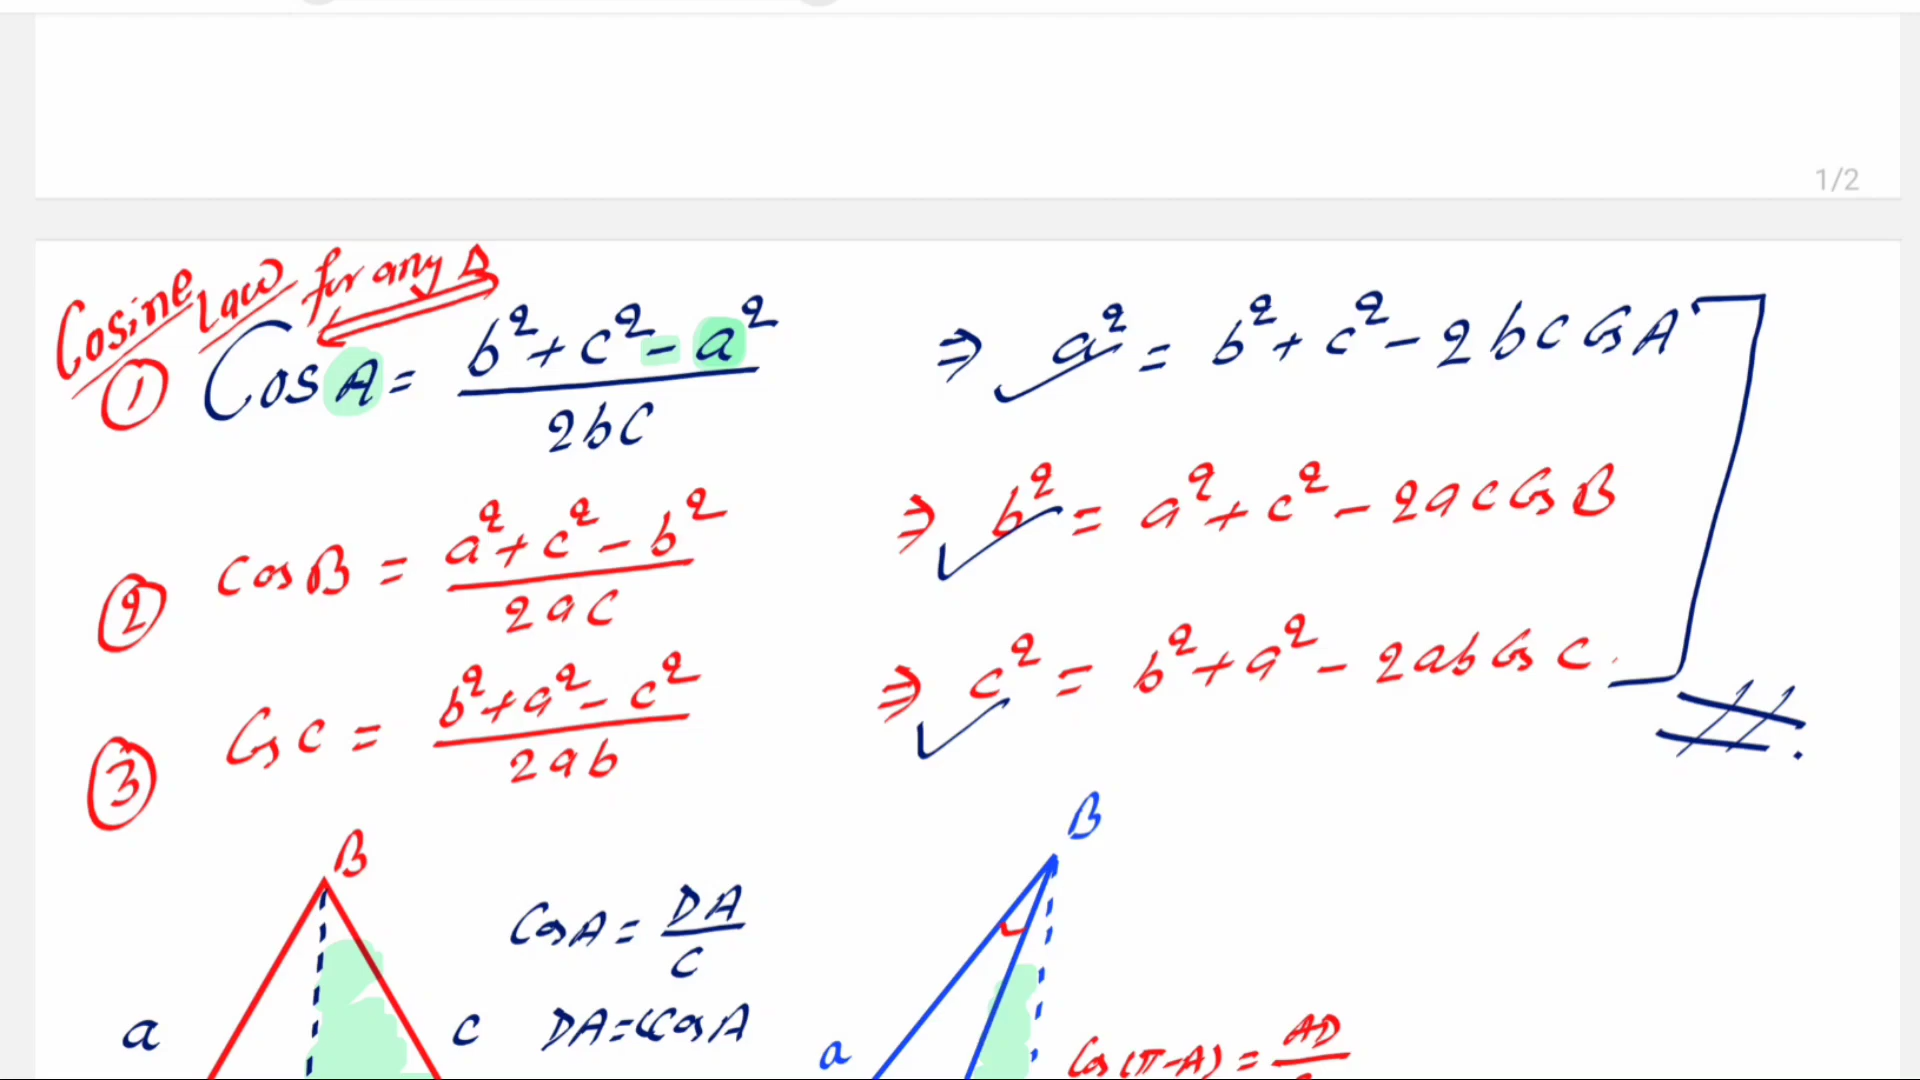 1/2
Cosine law for any Δ
① Cos A = (b²+c²-a²)/(2bc) ⇒ a² = b²+c²-2bc Cos A
② Cos B = (a²+c²-b²)/(2ac) ⇒ b² = a²+c²-2ac Cos B
③ Cos C = (b²+a²-c²)/(2ab) ⇒ c² = b²+a²-2ab Cos C
B
B
Cos A = DA/c
a
c
DA = c Cos A
a
Cos(π-A) = AD